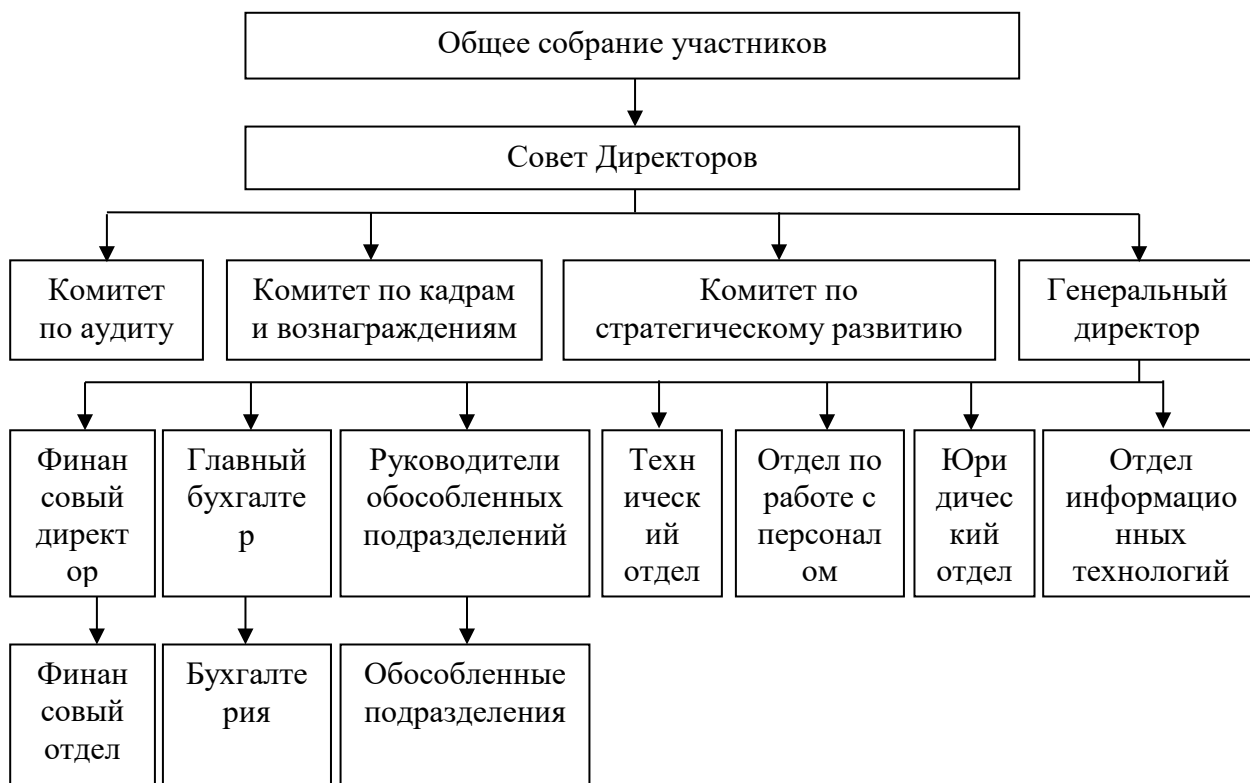 Общее собрание участников
Совет Директоров
Комитет
по аудиту
Комитет по кадрам
и вознаграждениям
Комитет по
стратегическому развитию
Генеральный
директор
Финан
совый
директ
ор
Главный
бухгалте
р
Руководители
обособленных
подразделений
Техн
ическ
ий
отдел
Отдел по
работе с
персонал
ом
Юри
дичес
кий
отдел
Отдел
информацио
нных
технологий
Финан
совый
отдел
Бухгалте
рия
Обособленные
подразделения